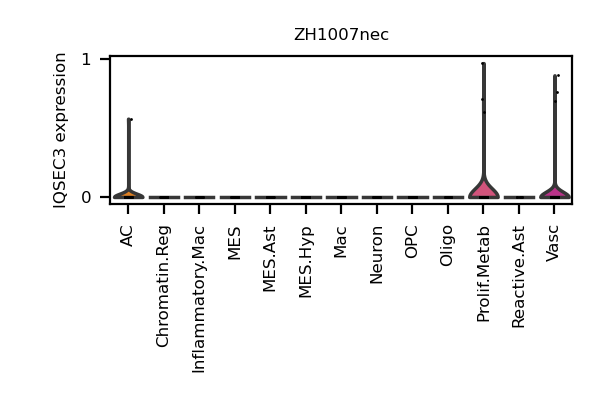 ZH1007nec
IQSEC3 expression
1
0
AC
Chromatin.Reg
Inflammatory.Mac
MES
MES.Ast
MES.Hyp
Mac
Neuron
OPC
Oligo
Prolif.Metab
Reactive.Ast
Vasc